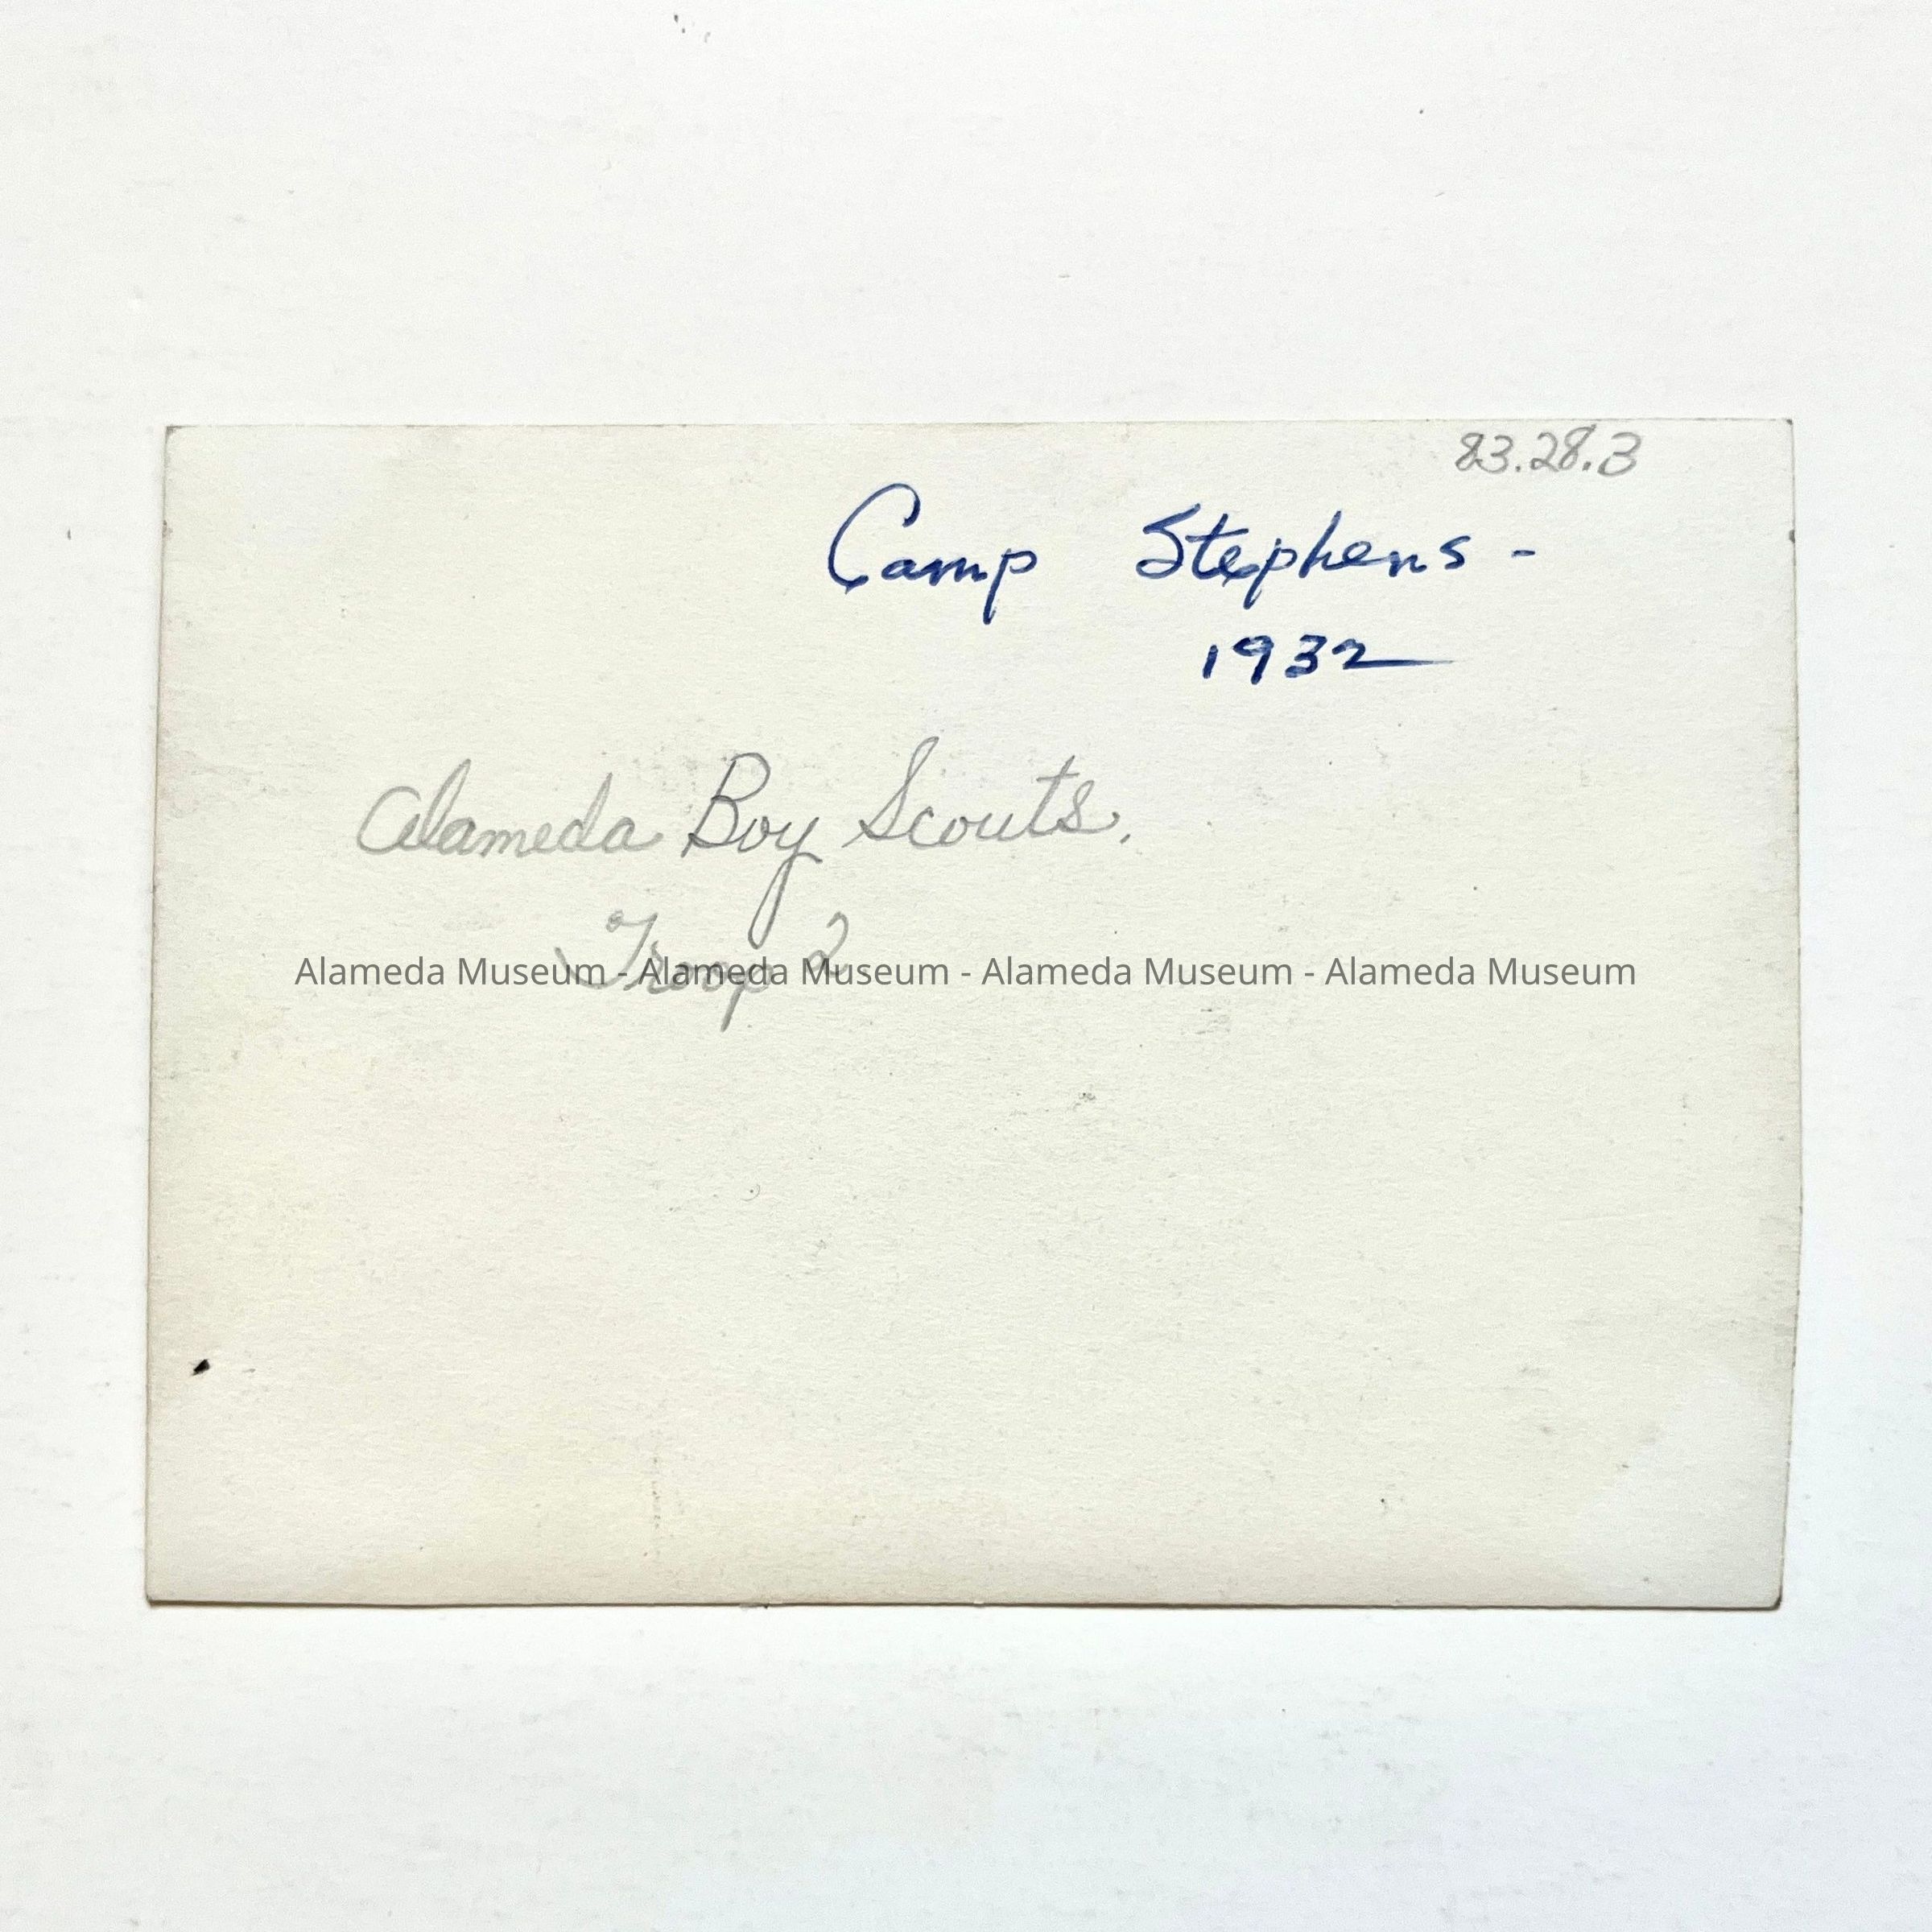 83.28.3
Camp Stephens -
1932
Alameda Boy Scouts.
Troop 2
Alameda Museum - Alameda Museum - Alameda Museum - Alameda Museum